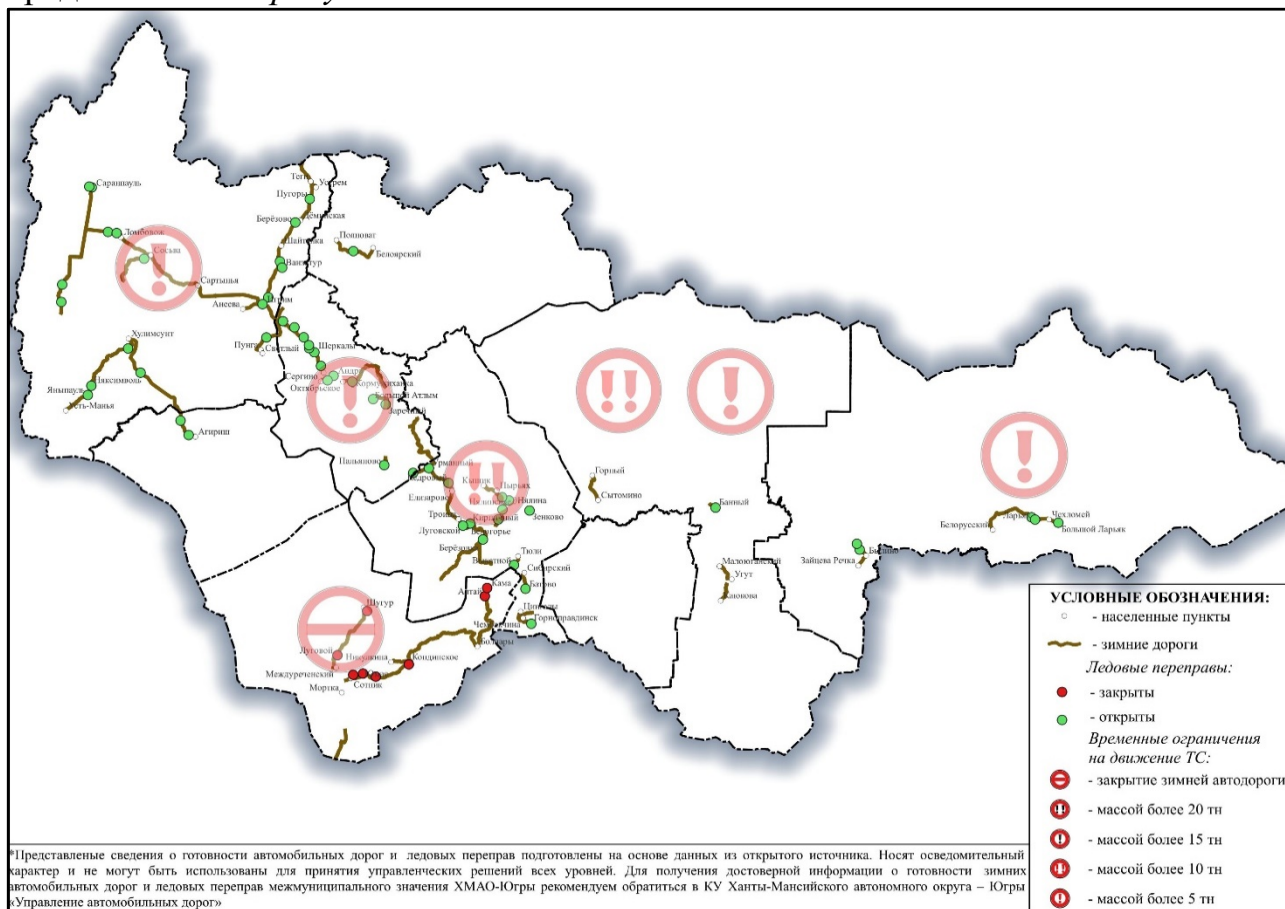 Саранпауль
Ломбовож
Сосьва
Сартынья
Анеева
Теги
Устрем
Пугоры
Берёзово
Шайтанка
Ванзетур
Игрим
Полноват
Белоярский
Пунга
Светлый
Шеркалы
Сергино
Андра
Октябрьское
Кормужиханка
Большой Атлым
Заречный
Хулимсунт
Няксимволь
Яныпауль
Усть-Манья
Агириш
Пальяново
Урманный
Кедровый
Елизарово
Кышик
Пырьях
Нялина
Зенково
Троица
Луговской
Белогорье
Тюли
Сибирский
Батово
Цингалы
Горноправдинск
Кама
Алтай
Болчары
Шугур
Луговой
Кондинское
Междуреченский
Сотник
Мортка
Горный
Сытомино
Банный
Малоюганский
Угут
Каюкова
Зайцева Речка
Былино
Белорусский
Ларьяк
Чехломей
Большой Ларьяк
УСЛОВНЫЕ ОБОЗНАЧЕНИЯ:
- населенные пункты
- зимние дороги
Ледовые переправы:
- закрыты
- открыты
Временные ограничения
на движение ТС:
- закрытие зимней автодороги
- массой более 20 тн
- массой более 15 тн
- массой более 10 тн
- массой более 5 тн
*Представленые сведения о готовности автомобильных дорог и ледовых переправ подготовлены на основе данных из открытого источника. Носят осведомительный
характер и не могут быть использованы для принятия управленческих решений всех уровней. Для получения достоверной информации о готовности зимних
автомобильных дорог и ледовых переправ межмуниципального значения ХМАО-Югры рекомендуем обратиться в КУ Ханты-Мансийского автономного округа – Югры
«Управление автомобильных дорог»